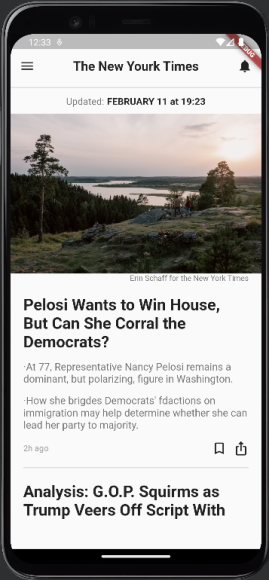 12:33
The New Yourk Times
Updated: FEBRUARY 11 at 19:23
Erin Schaff for the New York Times
Pelosi Wants to Win House,
But Can She Corral the
Democrats?
·At 77, Representative Nancy Pelosi remains a
dominant, but polarizing, figure in Washington.
·How she brigdes Democrats' fdactions on
immigration may help determine whether she can
lead her party to majority.
2h ago
Analysis: G.O.P. Squirms as
Trump Veers Off Script With